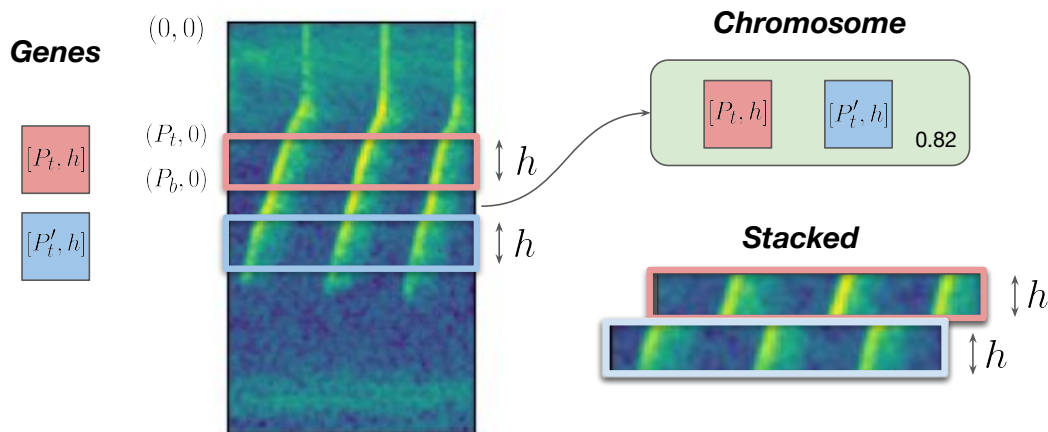 Genes
[P_t, h]
[P'_t, h]
(0, 0)
(P_t, 0)
(P_b, 0)
h
h
Chromosome
[P_t, h] [P'_t, h]
0.82
Stacked
h
h